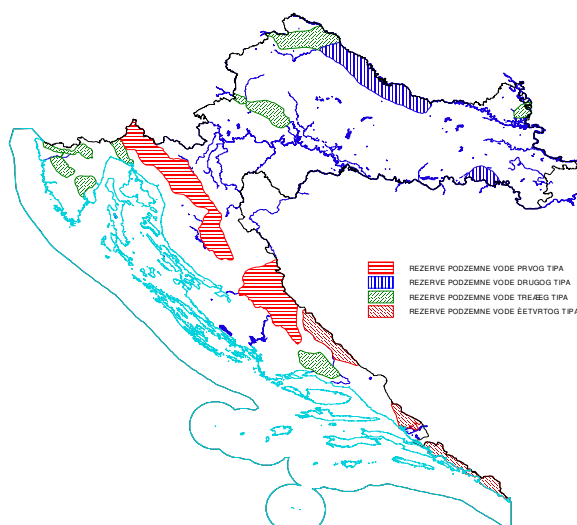 REZERVE PODZEMNE VODE PRVOG TIPA
REZERVE PODZEMNE VODE DRUGOG TIPA
REZERVE PODZEMNE VODE TREÆEG TIPA
REZERVE PODZEMNE VODE ÈETVRTOG TIPA